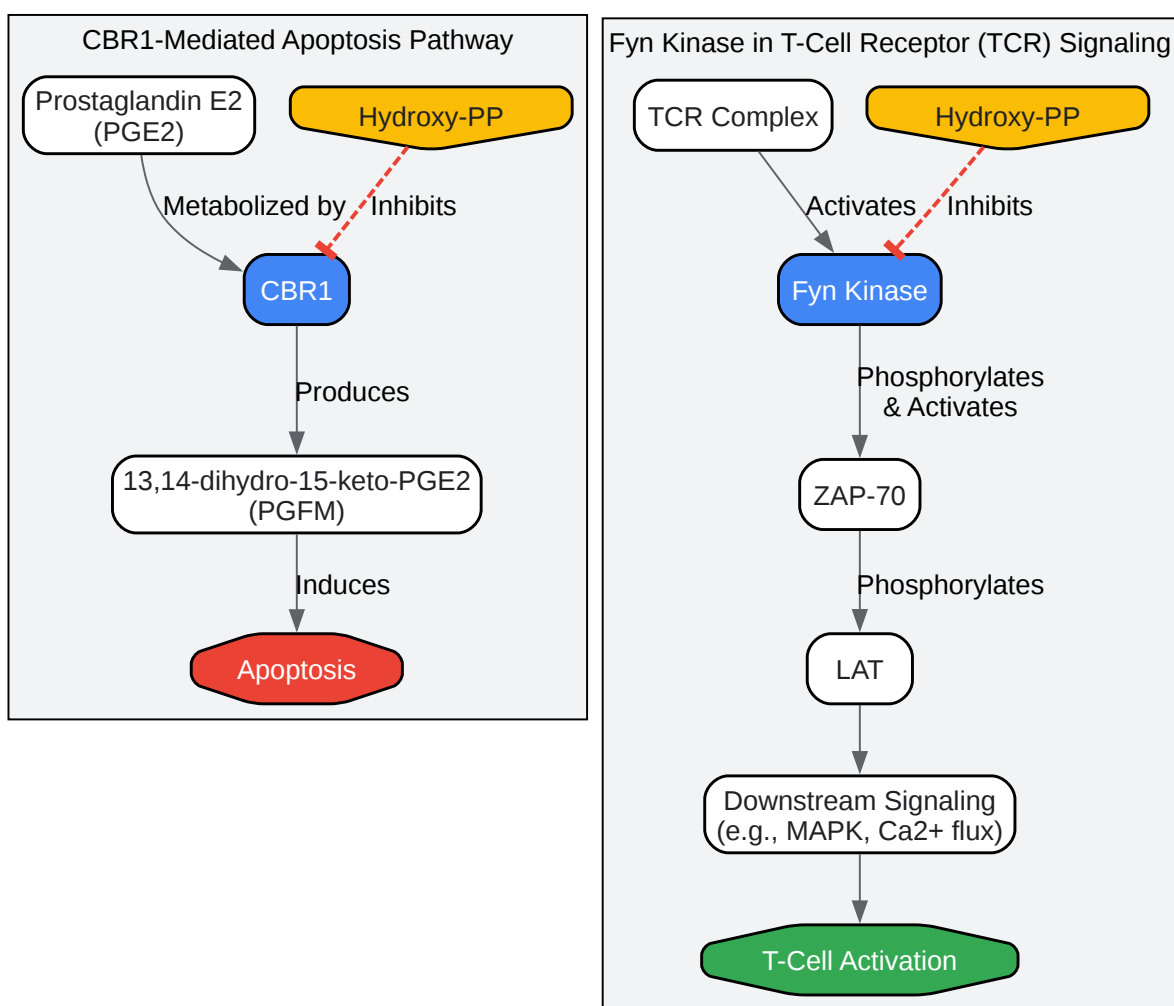 CBR1-Mediated Apoptosis Pathway
Prostaglandin E2
(PGE2)
Hydroxy-PP
Metabolized by
Inhibits
CBR1
Produces
13,14-dihydro-15-keto-PGE2
(PGFM)
Induces
Apoptosis
Fyn Kinase in T-Cell Receptor (TCR) Signaling
TCR Complex
Hydroxy-PP
Activates
Inhibits
Fyn Kinase
Phosphorylates
& Activates
ZAP-70
Phosphorylates
LAT
Downstream Signaling
(e.g., MAPK, Ca2+ flux)
T-Cell Activation